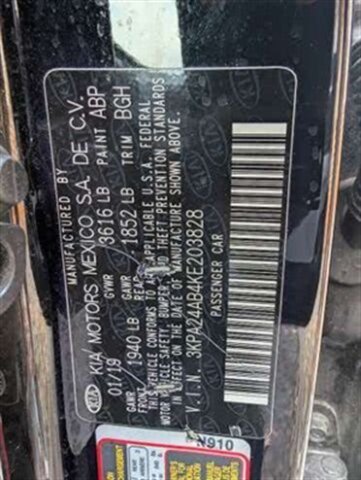 MANUFACTURED BY
KIA KIA MOTORS MEXICO S.A. DE C.V.
01/19 GVWR 3616 LB PAINT ABP
GAWR FRONT 1940 LB GAWR REAR 1852 LB TRIM BGH
THIS VEHICLE CONFORMS TO ALL APPLICABLE U.S.A. FEDERAL
MOTOR VEHICLE SAFETY, BUMPER, AND THEFT PREVENTION STANDARDS
IN EFFECT ON THE DATE OF MANUFACTURE SHOWN ABOVE.
V.I.N. 3KPA24AB4KE203828
PASSENGER CAR
N910